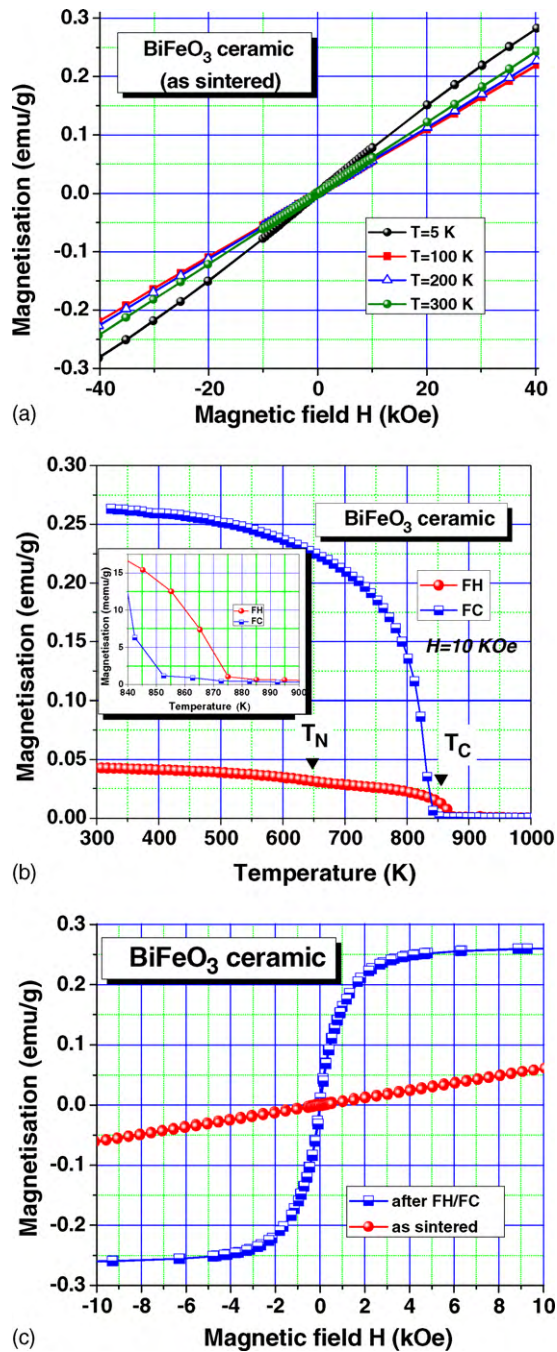 0.3
0.2
0.1
0.0
-0.1
-0.2
-0.3
Magnetisation (emu/g)
BiFeO3 ceramic
(as sintered)
T=5 K
T=100 K
T=200 K
T=300 K
-40 -20 0 20 40
(a) Magnetic field H (kOe)
0.30
0.25
0.20
0.15
0.10
0.05
0.00
Magnetisation (emu/g)
BiFeO3 ceramic
FH
FC
H=10 KOe
15
10
5
0
Magnetisation (memu/g)
FH
FC
840 850 860 870 880 890 900
Temperature (K)
TN
TC
300 400 500 600 700 800 900 1000
(b) Temperature (K)
0.3
0.2
0.1
0.0
-0.1
-0.2
-0.3
Magnetisation (emu/g)
BiFeO3 ceramic
after FH/FC
as sintered
-10 -8 -6 -4 -2 0 2 4 6 8 10
(c) Magnetic field H (kOe)